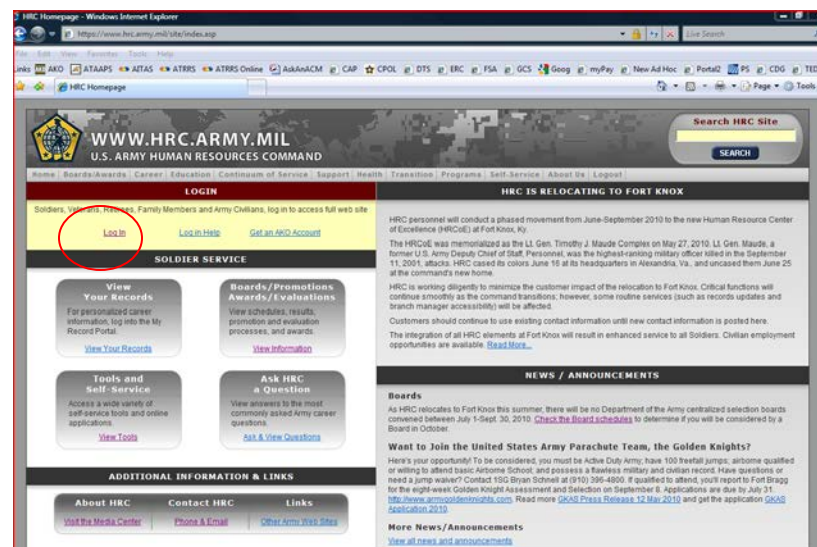 HRC Homepage - Windows Internet Explorer
https://www.hrc.army.mil/site/index.asp
Live Search
File Edit View Favorites Tools Help
Links AKO ATAAPS AITAS ATRRS ATRRS Online AskAnACM CAP CPOL DTS ERC FSA GCS Goog myPay New Ad Hoc Portal2 PS CDG TED
HRC Homepage
Page Tools
WWW.HRC.ARMY.MIL
U.S. ARMY HUMAN RESOURCES COMMAND
Search HRC Site
SEARCH
Home Boards/Awards Career Education Continuum of Service Support Health Transition Programs Self-Service About Us Logout
LOGIN
Soldiers, Veterans, Retirees, Family Members and Army Civilians, log in to access full web site
Log In Log in Help Get an AKO Account
SOLDIER SERVICE
View
Your Records
For personalized career
information, log into the My
Record Portal.
View Your Records
Boards/Promotions
Awards/Evaluations
View schedules, results,
promotion and evaluation
processes, and awards.
View Information
Tools and
Self-Service
Access a wide variety of
self-service tools and online
applications.
View Tools
Ask HRC
a Question
View answers to the most
commonly asked Army career
questions.
Ask & View Questions
ADDITIONAL INFORMATION & LINKS
About HRC Contact HRC Links
Visit the Media Center Phone & Email Other Army Web Sites
HRC IS RELOCATING TO FORT KNOX
HRC personnel will conduct a phased movement from June-September 2010 to the new Human Resource Center
of Excellence (HRCoE) at Fort Knox, Ky.
The HRCoE was memorialized as the Lt. Gen. Timothy J. Maude Complex on May 27, 2010. Lt. Gen. Maude, a
former U.S. Army Deputy Chief of Staff, Personnel, was the highest-ranking military officer killed in the September
11, 2001, attacks. HRC cased its colors June 16 at its headquarters in Alexandria, Va., and uncased them June 25
at the command's new home.
HRC is working diligently to minimize the customer impact of the relocation to Fort Knox. Critical functions will
continue smoothly as the command transitions; however, some routine services (such as records updates and
branch manager accessibility) will be affected.
Customers should continue to use existing contact information until new contact information is posted here.
The integration of all HRC elements at Fort Knox will result in enhanced service to all Soldiers. Civilian employment
opportunities are available. Read More...
NEWS / ANNOUNCEMENTS
Boards
As HRC relocates to Fort Knox this summer, there will be no Department of the Army centralized selection boards
convened between July 1-Sept. 30, 2010. Check the Board schedules to determine if you will be considered by a
Board in October.
Want to Join the United States Army Parachute Team, the Golden Knights?
Here's your opportunity! To be considered, you must be Active Duty Army; have 100 freefall jumps; airborne qualified
or willing to attend basic Airborne School; and possess a flawless military and civilian record. Have questions or
need a jump waiver? Contact 1SG Bryan Schnell at (910) 396-4800. If qualified to attend, you'll report to Fort Bragg
for the eight-week Golden Knight Assessment and Selection on September 8. Applications are due by July 31.
http://www.armygoldenknights.com. Read more GKAS Press Release 12 Mar 2010 and get the application GKAS
Application 2010.
More News/Announcements
View all news and announcements